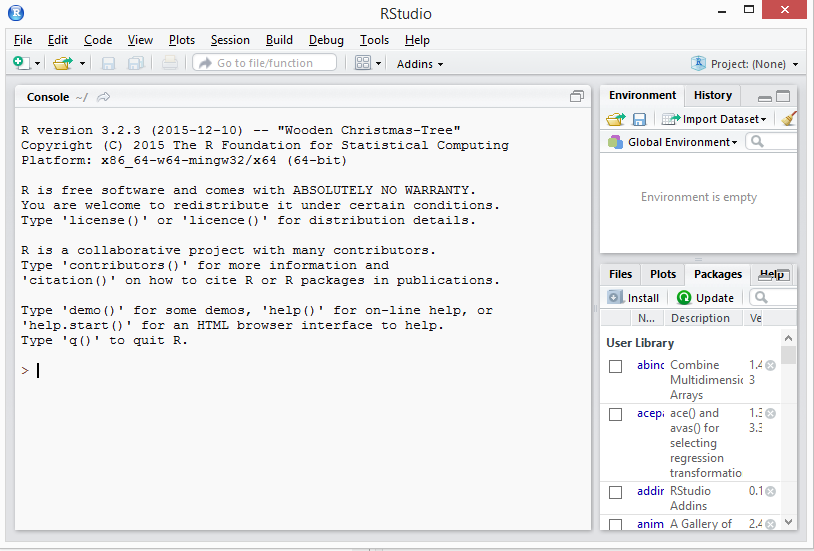 RStudio
File Edit Code View Plots Session Build Debug Tools Help
Go to file/function Addins Project: (None)
Console ~/
R version 3.2.3 (2015-12-10) -- "Wooden Christmas-Tree"
Copyright (C) 2015 The R Foundation for Statistical Computing
Platform: x86_64-w64-mingw32/x64 (64-bit)
R is free software and comes with ABSOLUTELY NO WARRANTY.
You are welcome to redistribute it under certain conditions.
Type 'license()' or 'licence()' for distribution details.
R is a collaborative project with many contributors.
Type 'contributors()' for more information and
'citation()' on how to cite R or R packages in publications.
Type 'demo()' for some demos, 'help()' for on-line help, or
'help.start()' for an HTML browser interface to help.
Type 'q()' to quit R.
>
Environment History
Import Dataset
Global Environment
Environment is empty
Files Plots Packages Help
Install Update
N... Description Ve
User Library
abind Combine 1.4
Multidimensic 3
Arrays
acepa ace() and 1.3
avas() for 3.3
selecting
regression
transformatio
addin RStudio 0.1
Addins
anim A Gallery of 2.4